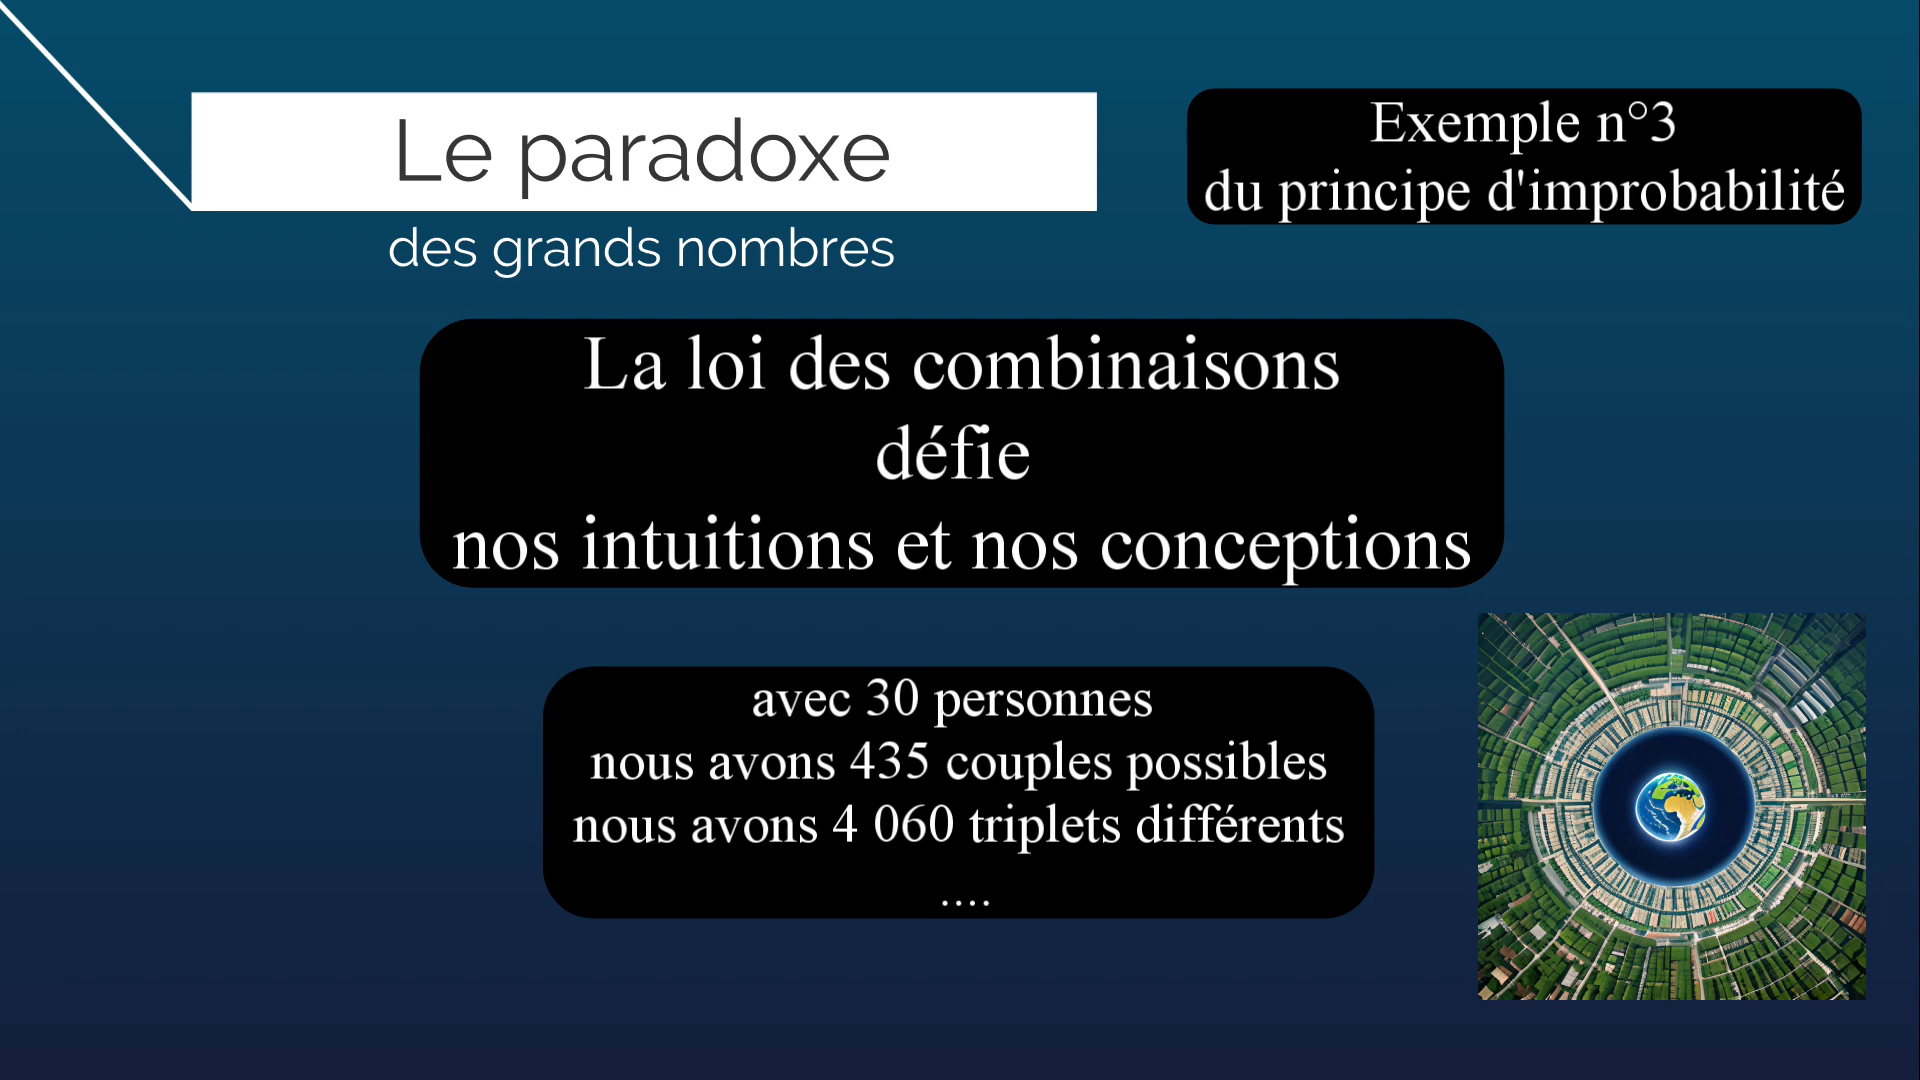 Le paradoxe
des grands nombres
Exemple n°3
du principe d'improbabilité
La loi des combinaisons
défie
nos intuitions et nos conceptions
avec 30 personnes
nous avons 435 couples possibles
nous avons 4 060 triplets différents
....